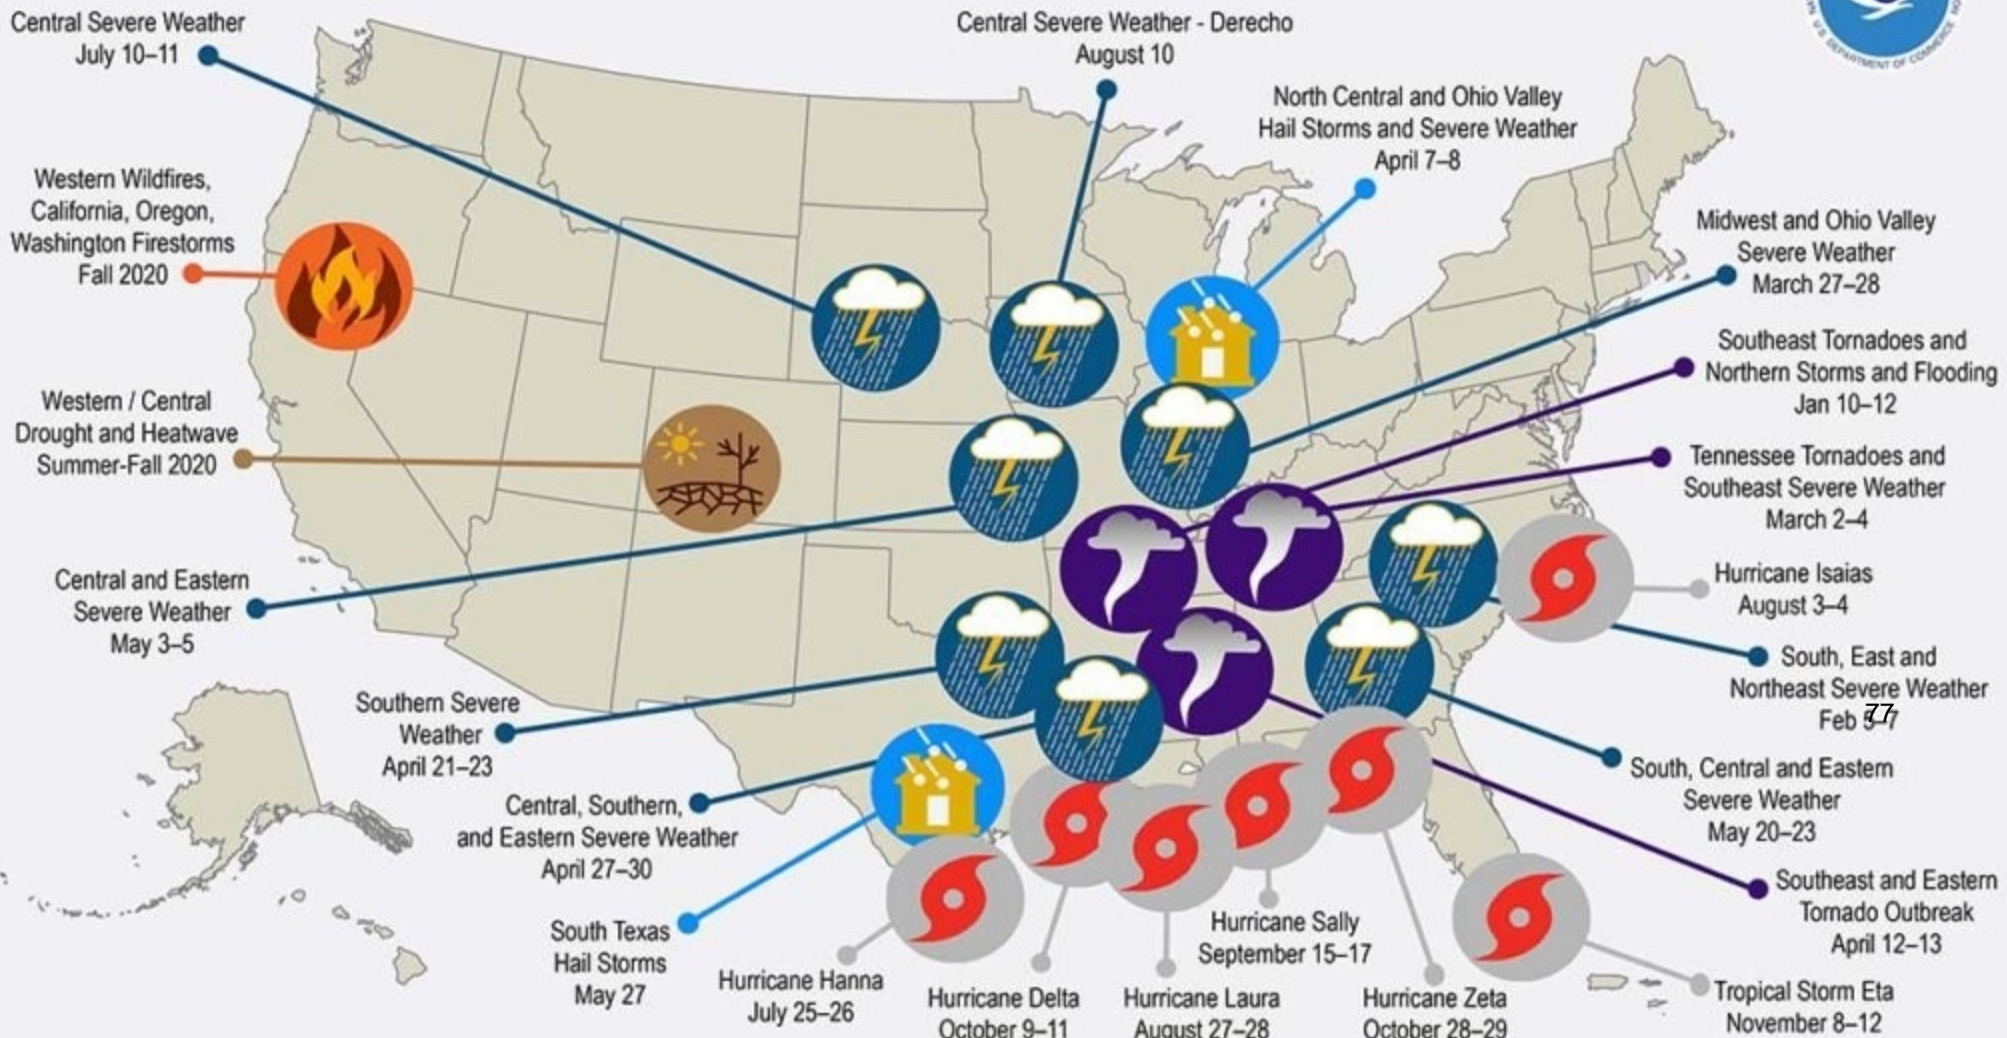 Central Severe Weather
July 10–11
Central Severe Weather - Derecho
August 10
North Central and Ohio Valley
Hail Storms and Severe Weather
April 7–8
U.S. DEPARTMENT OF COMMERCE
Western Wildfires,
California, Oregon,
Washington Firestorms
Fall 2020
Midwest and Ohio Valley
Severe Weather
March 27–28
Southeast Tornadoes and
Northern Storms and Flooding
Jan 10–12
Western / Central
Drought and Heatwave
Summer-Fall 2020
Tennessee Tornadoes and
Southeast Severe Weather
March 2–4
Central and Eastern
Severe Weather
May 3–5
Hurricane Isaias
August 3–4
South, East and
Northeast Severe Weather
Feb 5–7
77
Southern Severe
Weather
April 21–23
South, Central and Eastern
Severe Weather
May 20–23
Central, Southern,
and Eastern Severe Weather
April 27–30
Southeast and Eastern
Tornado Outbreak
April 12–13
South Texas
Hail Storms
May 27
Hurricane Hanna
July 25–26
Hurricane Delta
October 9–11
Hurricane Laura
August 27–28
Hurricane Sally
September 15–17
Hurricane Zeta
October 28–29
Tropical Storm Eta
November 8–12